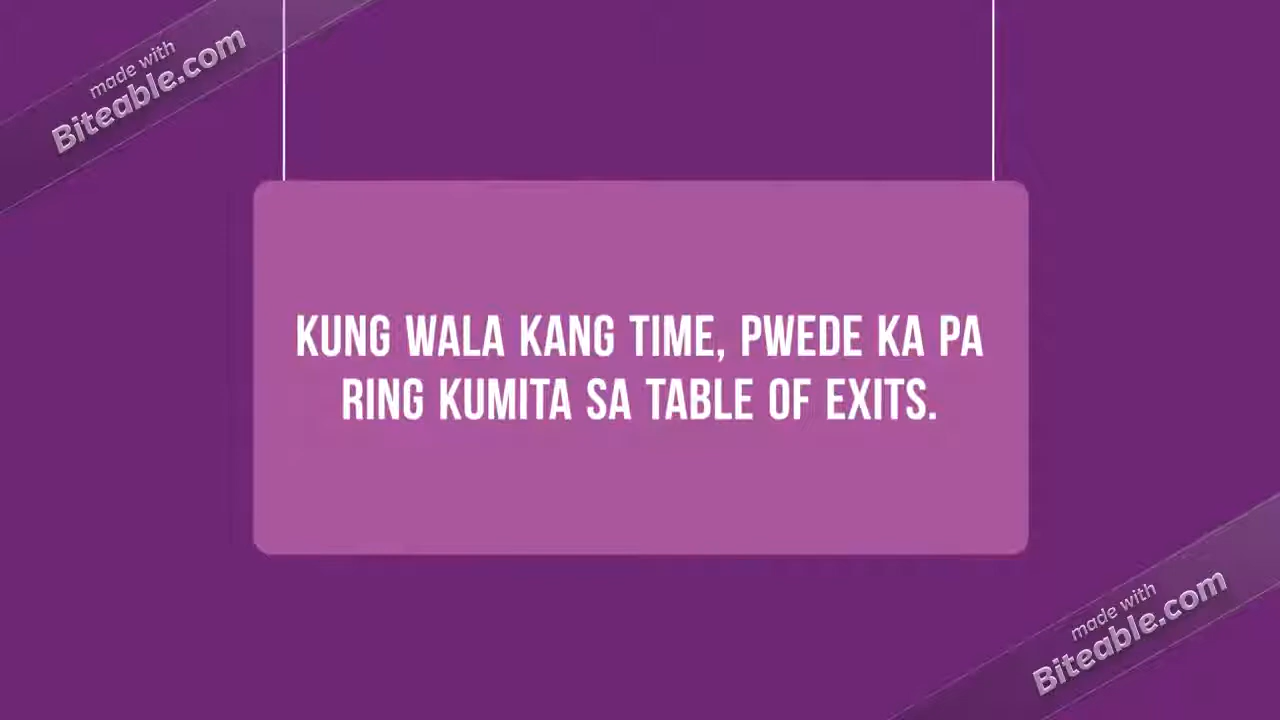 made with
Biteable.com
KUNG WALA KANG TIME, PWEDE KA PA
RING KUMITA SA TABLE OF EXITS.
made with
Biteable.com